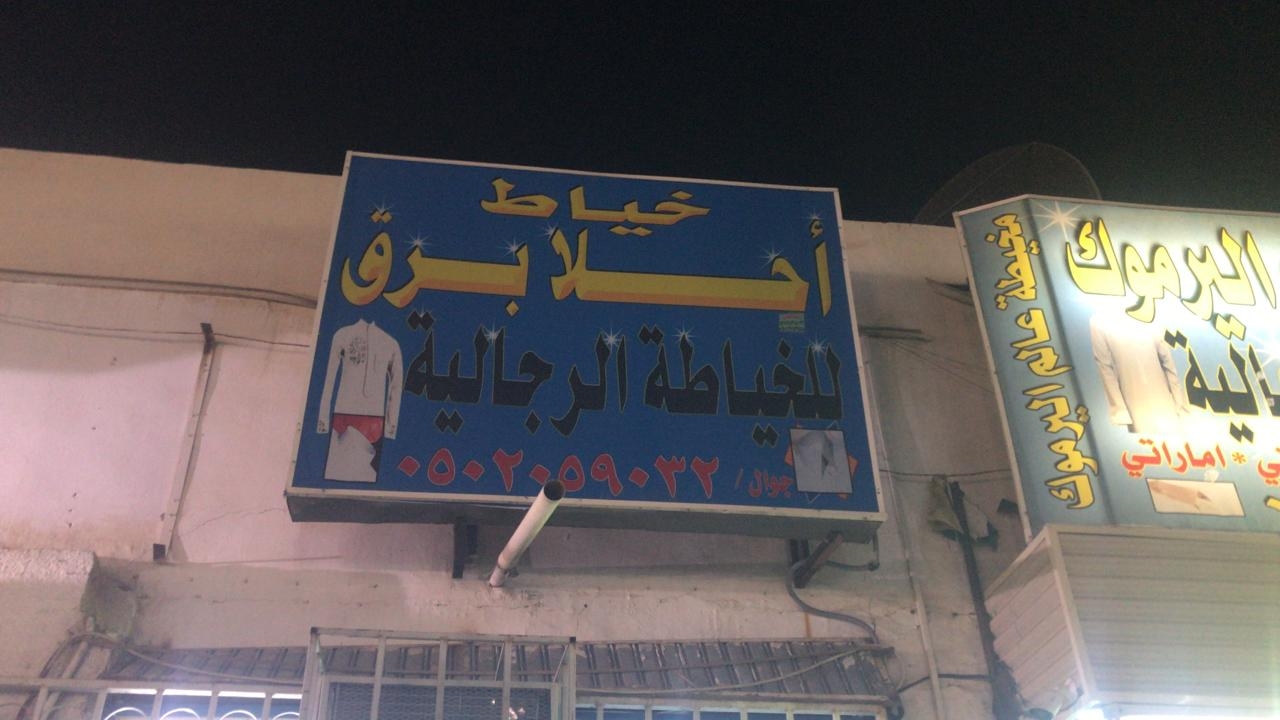 خياط
أحلا برق
للخياطة الرجالية
جوال / ٠٥٠٢٠٥٩٠٣٢
مخيطة عالم اليرموك
اليرموك
اماراتي *